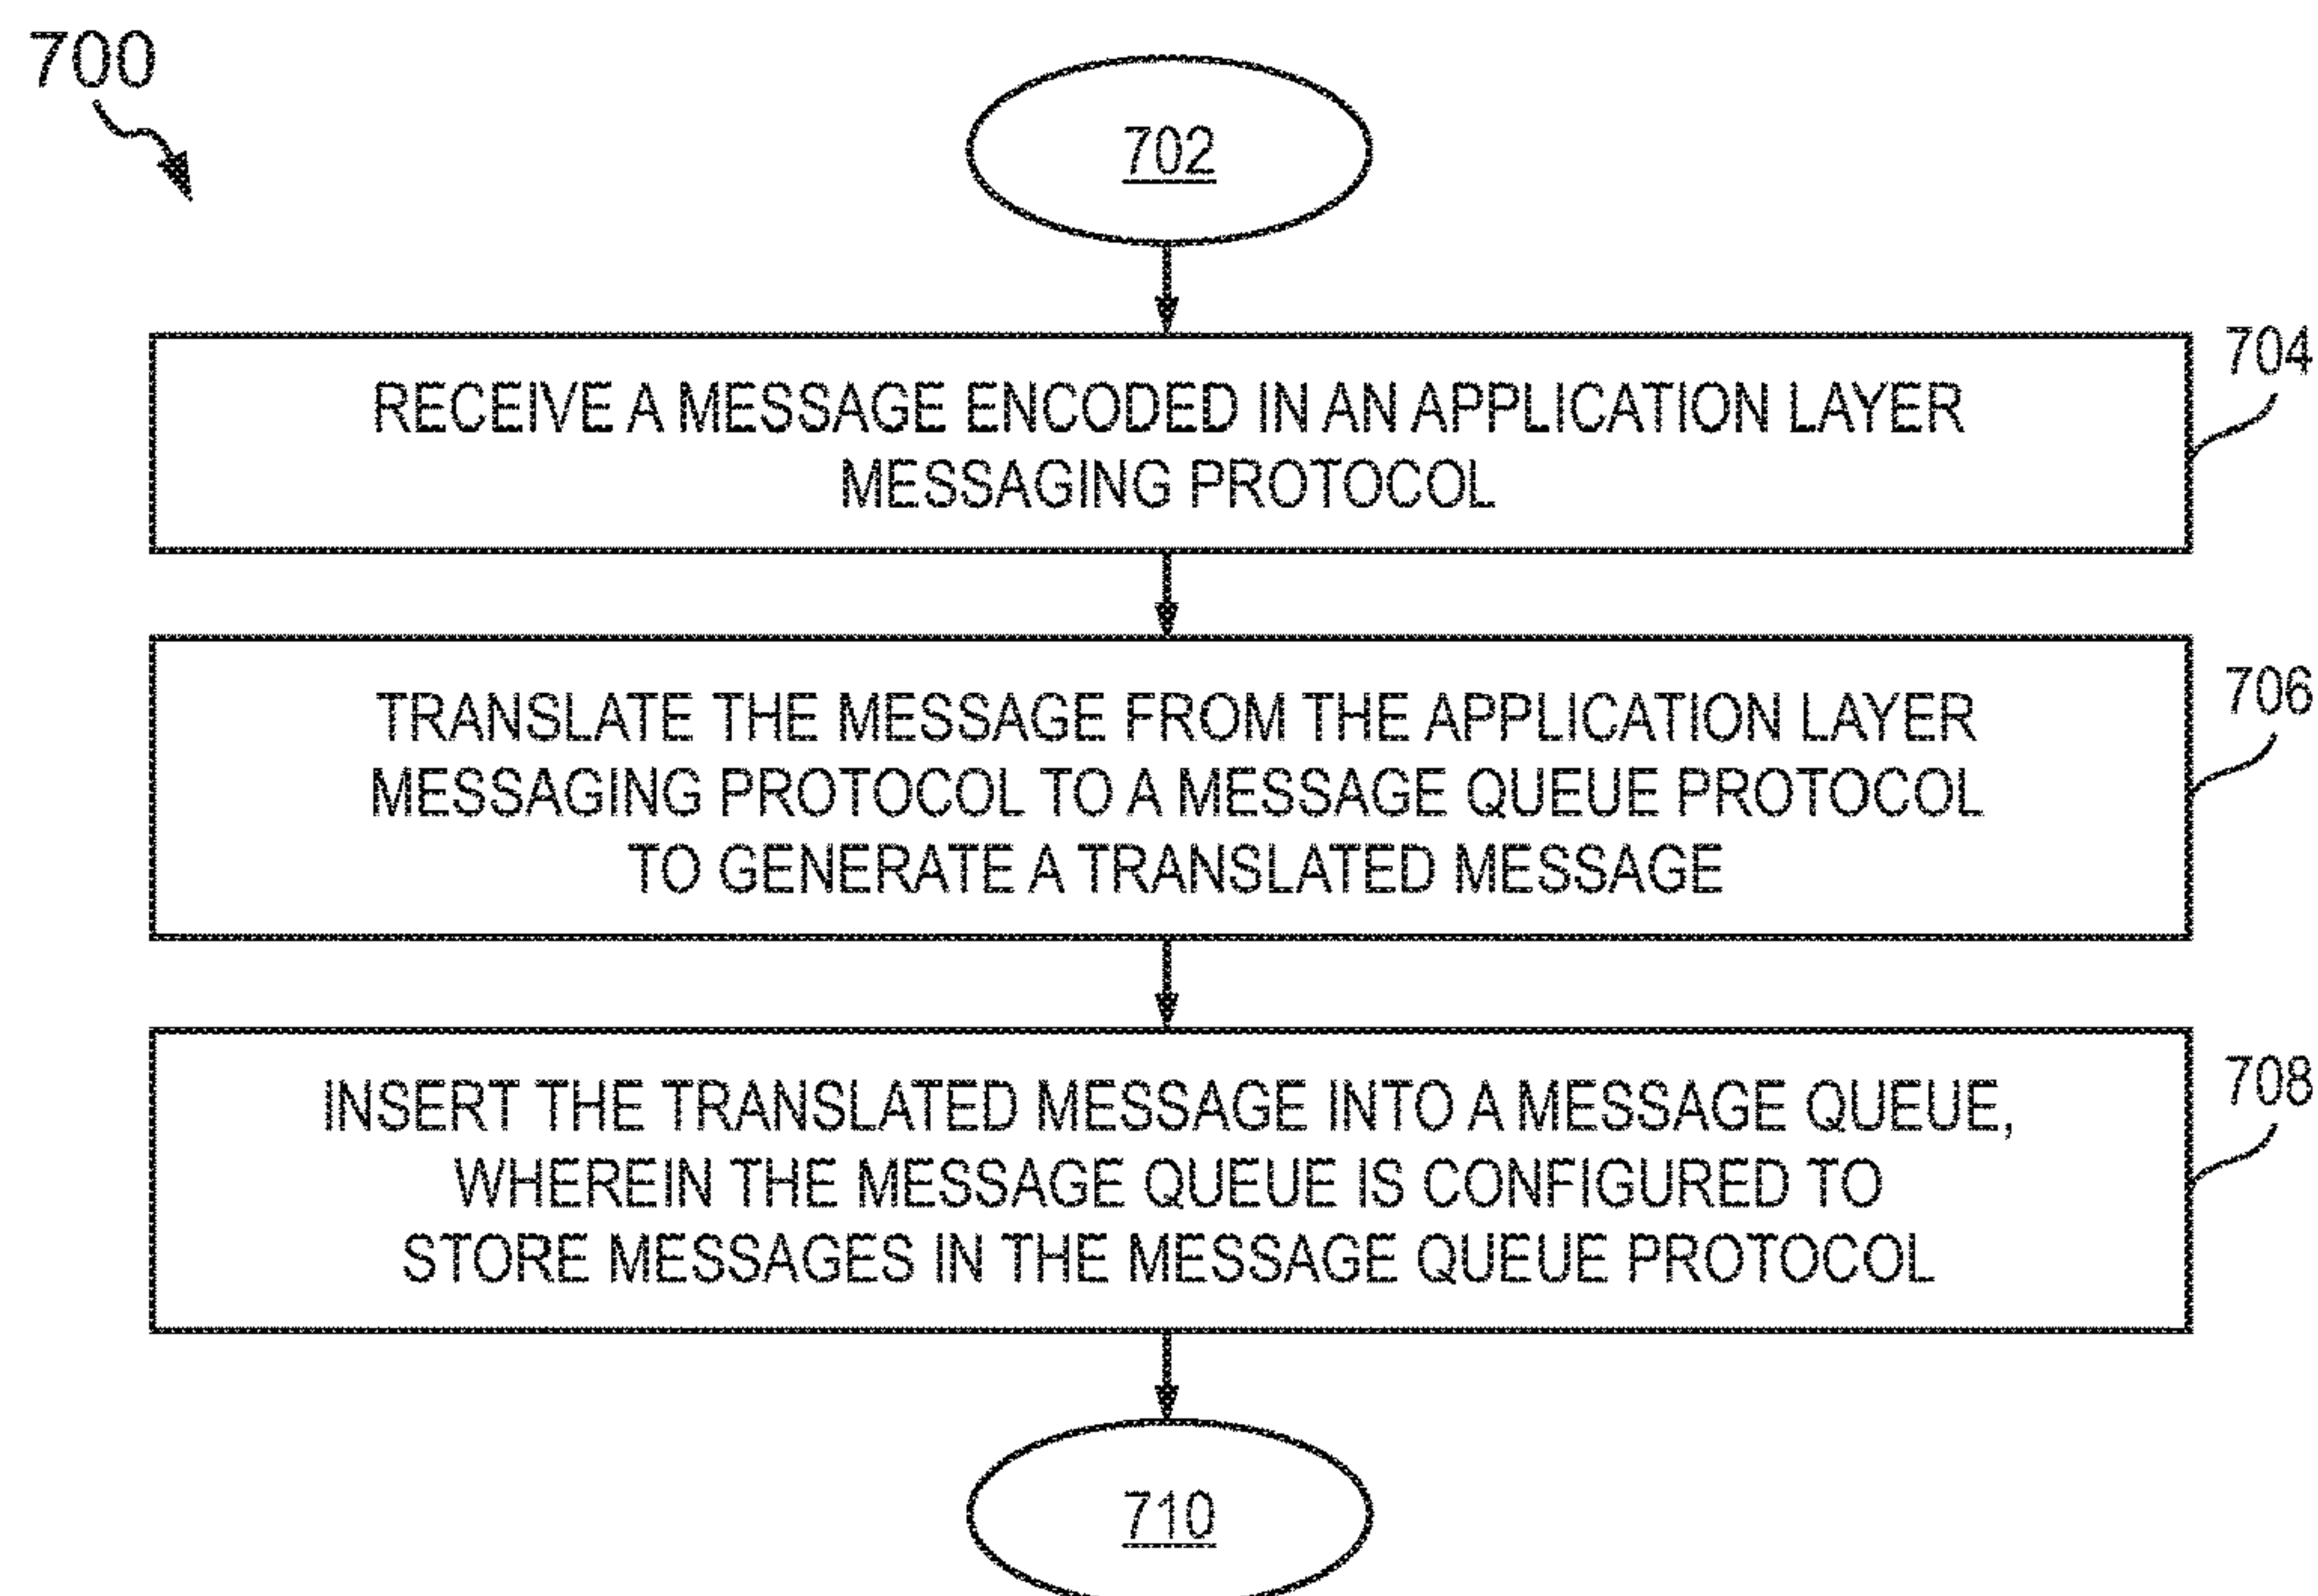 700
702
704
RECEIVE A MESSAGE ENCODED IN AN APPLICATION LAYER
MESSAGING PROTOCOL
706
TRANSLATE THE MESSAGE FROM THE APPLICATION LAYER
MESSAGING PROTOCOL TO A MESSAGE QUEUE PROTOCOL
TO GENERATE A TRANSLATED MESSAGE
708
INSERT THE TRANSLATED MESSAGE INTO A MESSAGE QUEUE,
WHEREIN THE MESSAGE QUEUE IS CONFIGURED TO
STORE MESSAGES IN THE MESSAGE QUEUE PROTOCOL
710